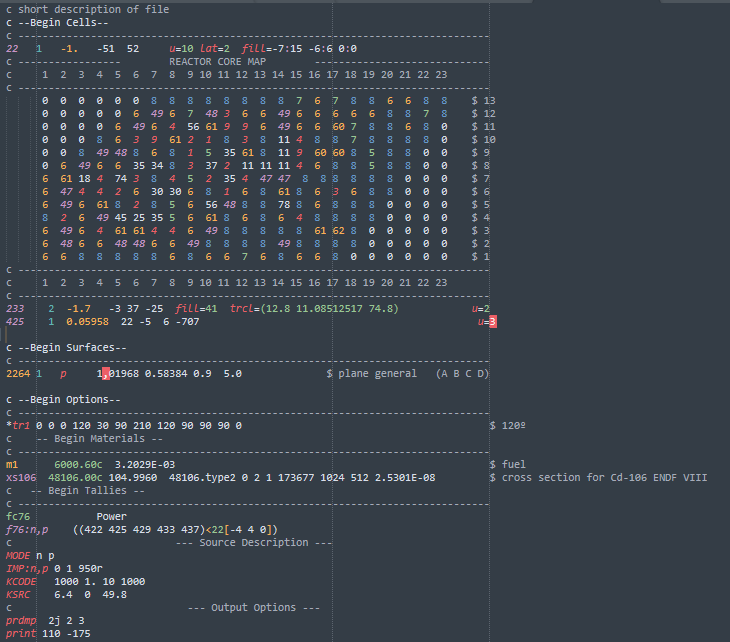 c short description of file
c --Begin Cells--
c ------------------------------------------------------------------------
22   1   -1.   -51  52     u=10 lat=2  fill=-7:15 -6:6 0:0
c -----------------       REACTOR CORE MAP       ---------------------------
c     1  2  3  4  5  6  7  8  9 10 11 12 13 14 15 16 17 18 19 20 21 22 23
c ------------------------------------------------------------------------
0 0 0 0 0 0 8 8 8 8 8 8 8 8 7 6 7 8 8 6 6 8 8 $ 13
0 0 0 0 0 6 49 6 7 48 3 6 6 49 6 6 6 6 6 8 8 7 8 $ 12
0 0 0 0 6 49 6 4 56 61 9 9 6 49 6 6 60 7 8 8 6 8 0 $ 11
0 0 0 8 6 3 9 61 2 1 8 3 8 11 4 8 8 7 8 8 8 8 0 $ 10
0 0 8 49 48 8 6 8 1 5 35 61 8 11 9 60 60 8 5 8 8 0 0 $ 9
0 6 49 6 6 35 34 8 3 37 2 11 11 11 4 6 8 8 5 8 8 0 0 $ 8
6 61 18 4 74 3 8 4 5 2 35 4 47 47 8 8 8 8 8 8 0 0 0 $ 7
6 47 4 4 2 6 30 30 6 8 1 6 8 61 8 6 3 6 8 8 0 0 0 $ 6
6 49 6 61 8 2 8 5 6 56 48 8 8 78 8 6 8 8 8 0 0 0 0 $ 5
8 2 6 49 45 25 35 5 6 61 8 6 8 6 4 8 8 8 8 0 0 0 0 $ 4
6 49 6 4 61 61 4 4 6 49 8 8 8 8 8 61 62 8 0 0 0 0 0 $ 3
6 48 6 6 48 48 6 6 49 8 8 8 8 49 8 8 8 8 0 0 0 0 0 $ 2
6 6 8 8 8 8 8 6 8 6 6 7 6 8 6 6 8 0 0 0 0 0 0 $ 1
c ------------------------------------------------------------------------
c     1  2  3  4  5  6  7  8  9 10 11 12 13 14 15 16 17 18 19 20 21 22 23
c ------------------------------------------------------------------------
233    2  -1.7   -3 37 -25  fill=41  trcl=(12.8 11.08512517 74.8)           u=2
425    1  0.05958  22 -5  6 -707                         u=3
c --Begin Surfaces--
c ------------------------------------------------------------------------
2264 1   p     1,01968 0.58384 0.9  5.0              $ plane general   (A B C D)
c --Begin Options--
c ------------------------------------------------------------------------
*tr1 0 0 0 120 30 90 210 120 90 90 90 0                                      $ 120º
c    -- Begin Materials --
c ------------------------------------------------------------------------
m1      6000.60c  3.2029E-03                                                $ fuel
xs106  48106.00c 104.9960  48106.type2 0 2 1 173677 1024 512 2.5301E-08      $ cross section for Cd-106 ENDF VIII
c   -- Begin Tallies --
c ------------------------------------------------------------------------
fc76          Power
f76:n,p    ((422 425 429 433 437)<22[-4 4 0])
c                         --- Source Description ---
MODE n p
IMP:n,p 0 1 950r
KCODE   1000 1. 10 1000
KSRC    6.4  0  49.8
c                           --- Output Options ---
prdmp  2j 2 3
print 110 -175